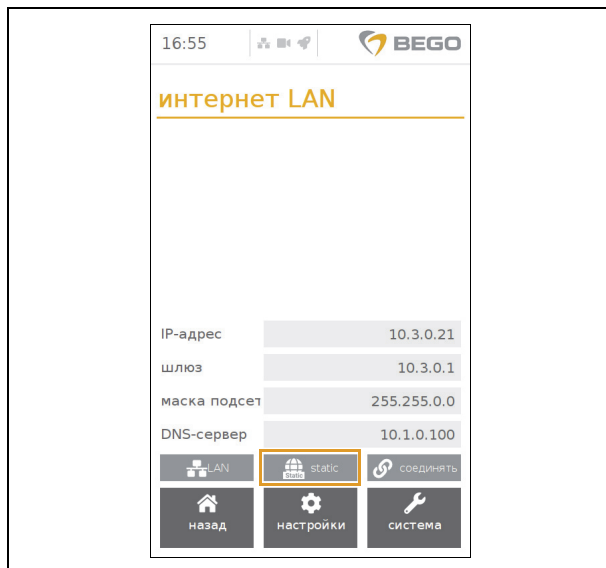 16:55 BEGO
интернет LAN
IP-адрес 10.3.0.21
шлюз 10.3.0.1
маска подсет 255.255.0.0
DNS-сервер 10.1.0.100
LAN Static static соединять
назад настройки система